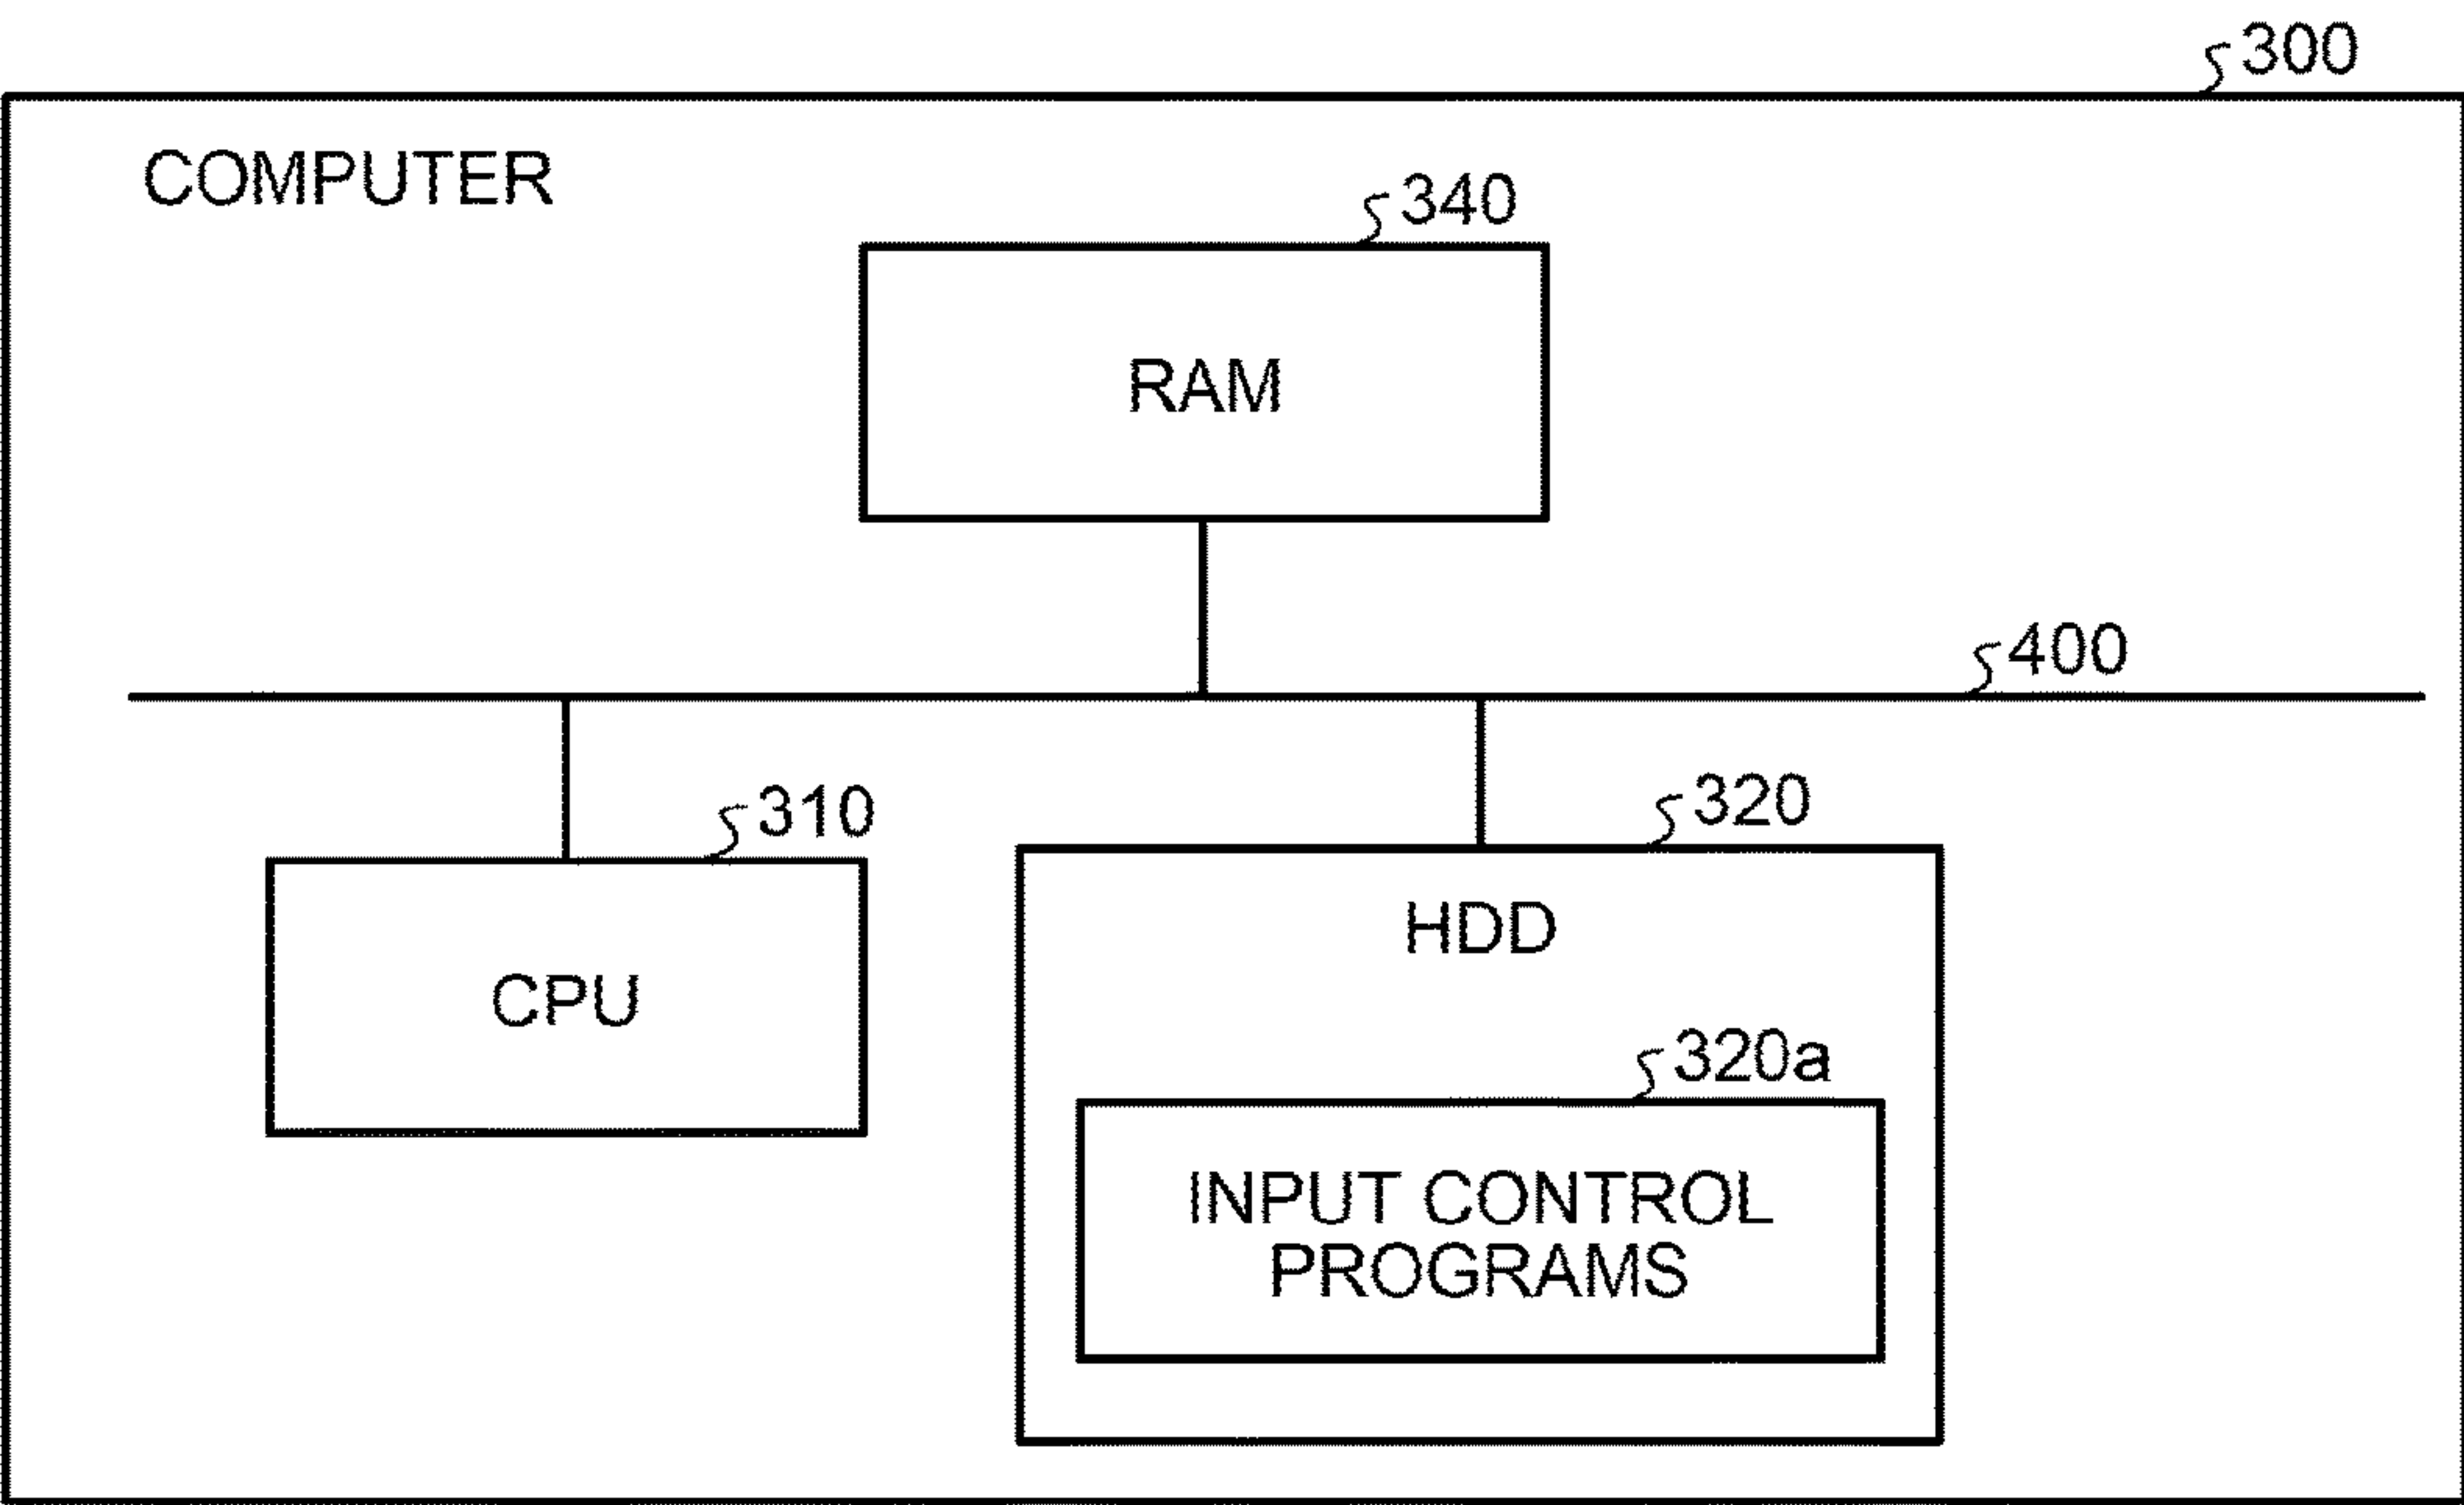 300
COMPUTER
340
RAM
400
310
CPU
320
HDD
320a
INPUT CONTROL
PROGRAMS